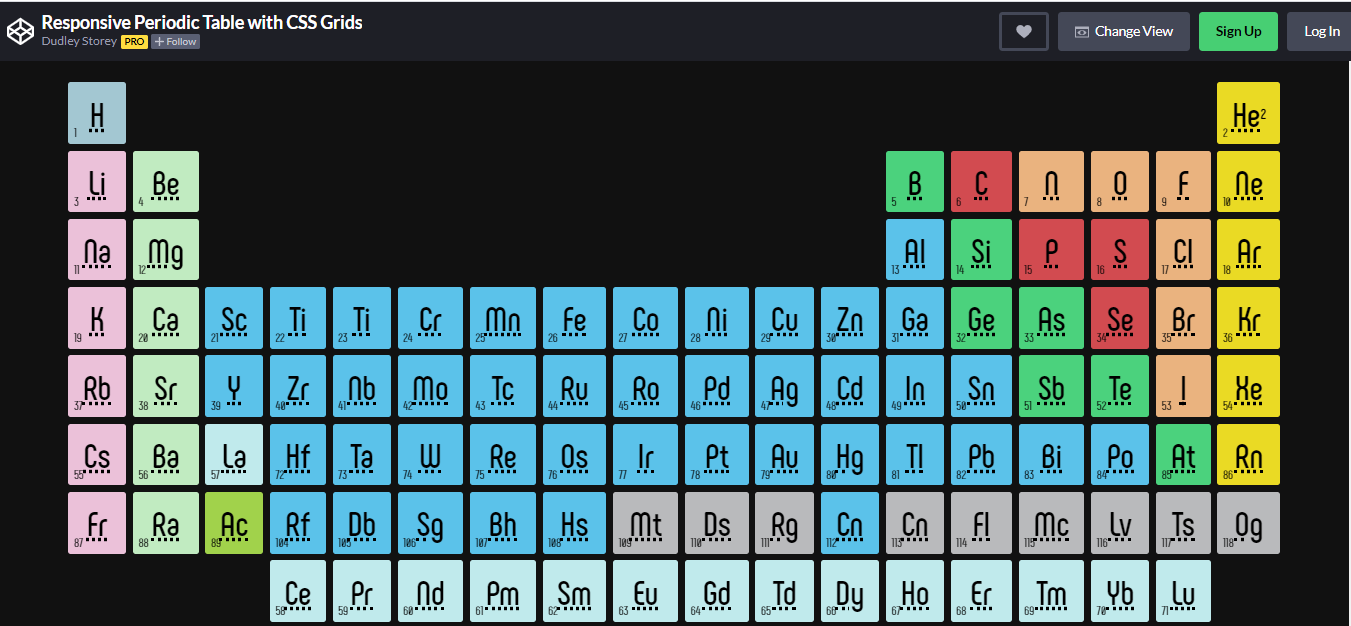 Responsive Periodic Table with CSS Grids
Dudley Storey PRO + Follow
Change View
Sign Up
Log In
1 H 2 He²
3 Li 4 Be 5 B 6 C 7 N 8 O 9 F 10 Ne
11 Na 12 Mg 13 Al 14 Si 15 P 16 S 17 Cl 18 Ar
19 K 20 Ca 21 Sc 22 Ti 23 Ti 24 Cr 25 Mn 26 Fe 27 Co 28 Ni 29 Cu 30 Zn 31 Ga 32 Ge 33 As 34 Se 35 Br 36 Kr
37 Rb 38 Sr 39 Y 40 Zr 41 Nb 42 Mo 43 Tc 44 Ru 45 Ro 46 Pd 47 Ag 48 Cd 49 In 50 Sn 51 Sb 52 Te 53 I 54 Xe
55 Cs 56 Ba 57 La 72 Hf 73 Ta 74 W 75 Re 76 Os 77 Ir 78 Pt 79 Au 80 Hg 81 Tl 82 Pb 83 Bi 84 Po 85 At 86 Rn
87 Fr 88 Ra 89 Ac 104 Rf 105 Db 106 Sg 107 Bh 108 Hs 109 Mt 110 Ds 111 Rg 112 Cn 113 Cn 114 Fl 115 Mc 116 Lv 117 Ts 118 Og
58 Ce 59 Pr 60 Nd 61 Pm 62 Sm 63 Eu 64 Gd 65 Td 66 Dy 67 Ho 68 Er 69 Tm 70 Yb 71 Lu